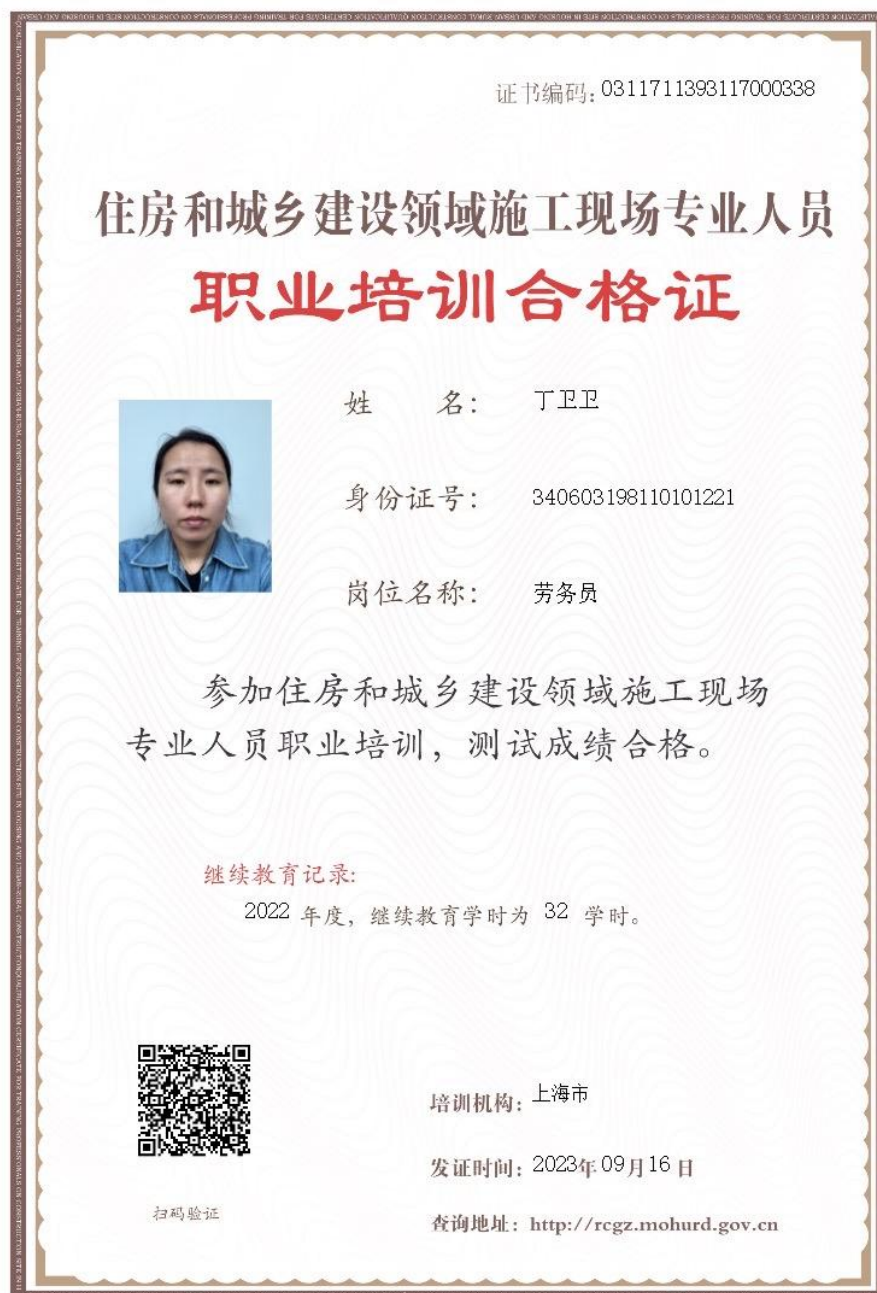 证书编码：0311711393117000338
住房和城乡建设领域施工现场专业人员
职业培训合格证
姓 名： 丁卫卫
身份证号： 340603198110101221
岗位名称： 劳务员
参加住房和城乡建设领域施工现场
专业人员职业培训，测试成绩合格。
继续教育记录:
2022 年度，继续教育学时为 32 学时。
培训机构：上海市
发证时间：2023年09月16日
扫码验证
查询地址：http://rcgz.mohurd.gov.cn